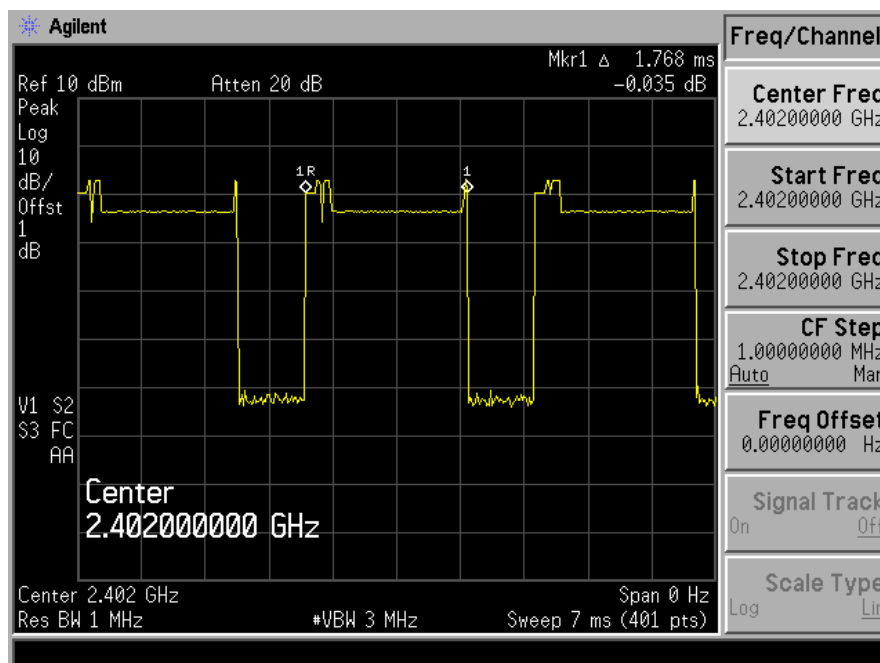 Agilent
Mkr1 Δ 1.768 ms
Ref 10 dBm Atten 20 dB -0.035 dB
Peak
Log
10
dB/
Offst
1
dB
1R 1
V1 S2
S3 FC
AA
Center
2.402000000 GHz
Center 2.402 GHz Span 0 Hz
Res BW 1 MHz #VBW 3 MHz Sweep 7 ms (401 pts)
Freq/Channel
Center Freq
2.40200000 GHz
Start Freq
2.40200000 GHz
Stop Freq
2.40200000 GHz
CF Step
1.00000000 MHz
Auto Man
Freq Offset
0.00000000 Hz
Signal Track
On Off
Scale Type
Log Lin